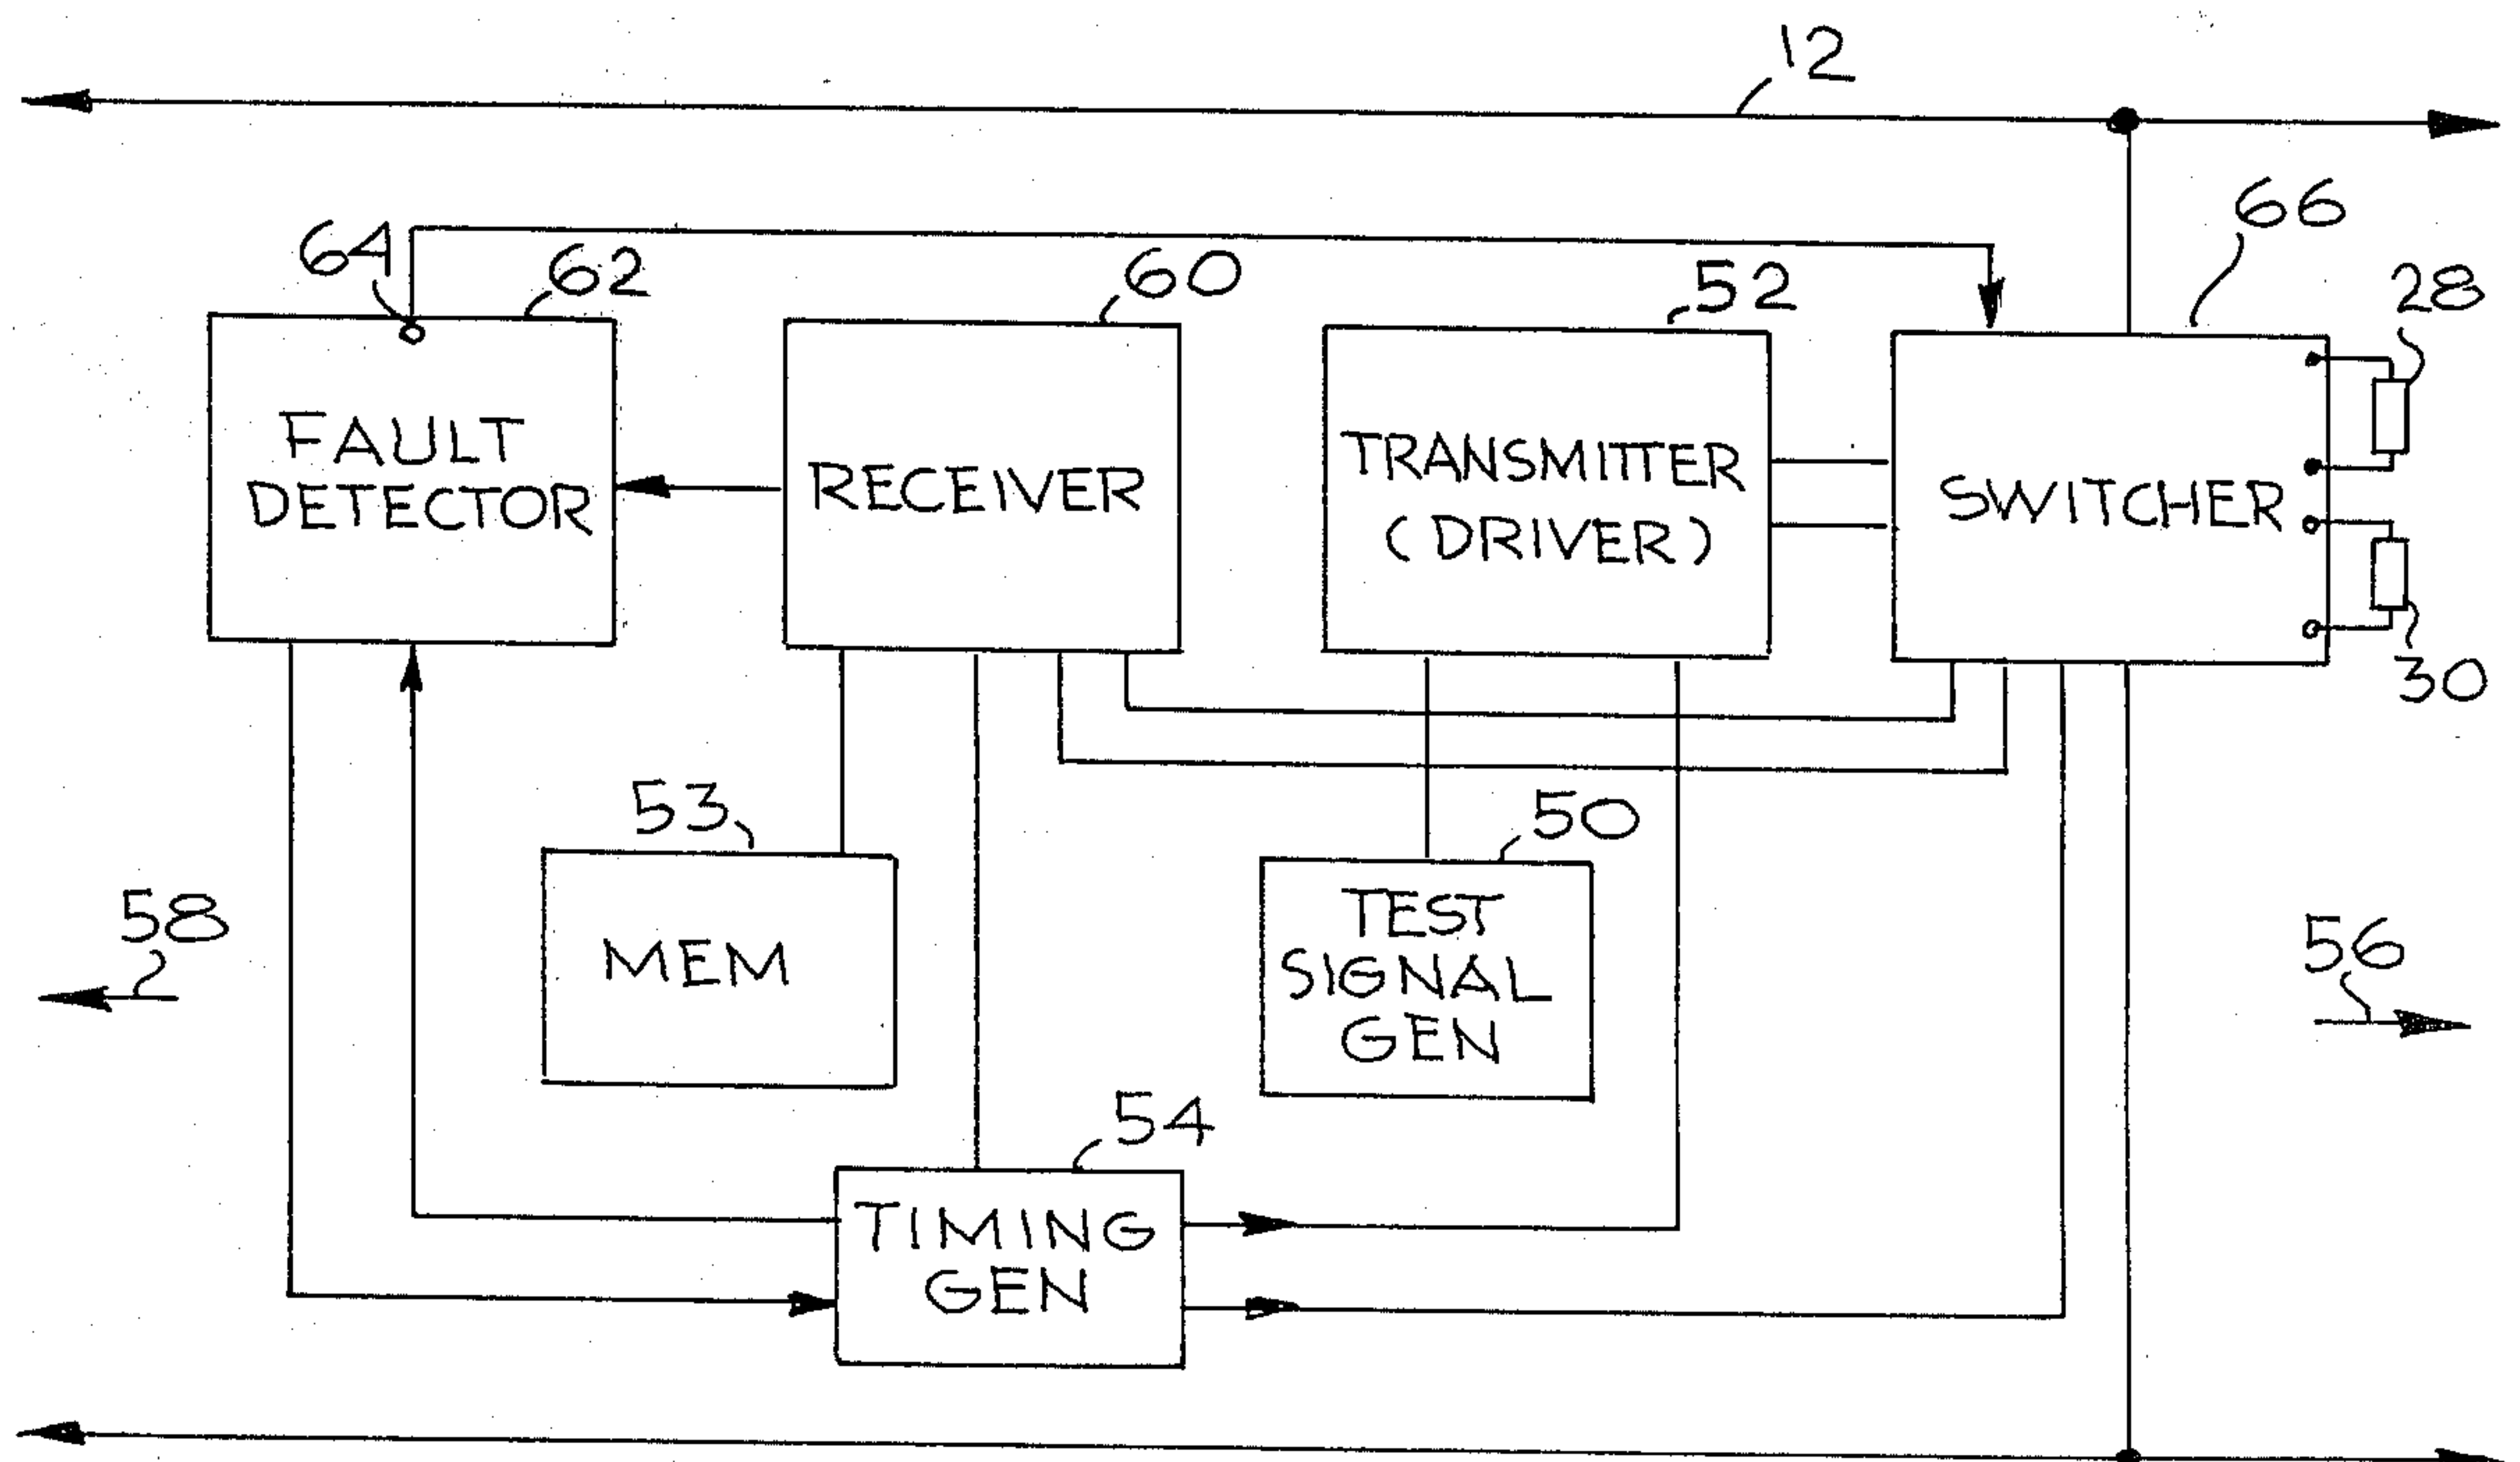 12
66
64
62
60
52
28
FAULT
DETECTOR
RECEIVER
TRANSMITTER
(DRIVER)
SWITCHER
30
53
50
58
MEM
TEST
SIGNAL
GEN
56
54
TIMING
GEN